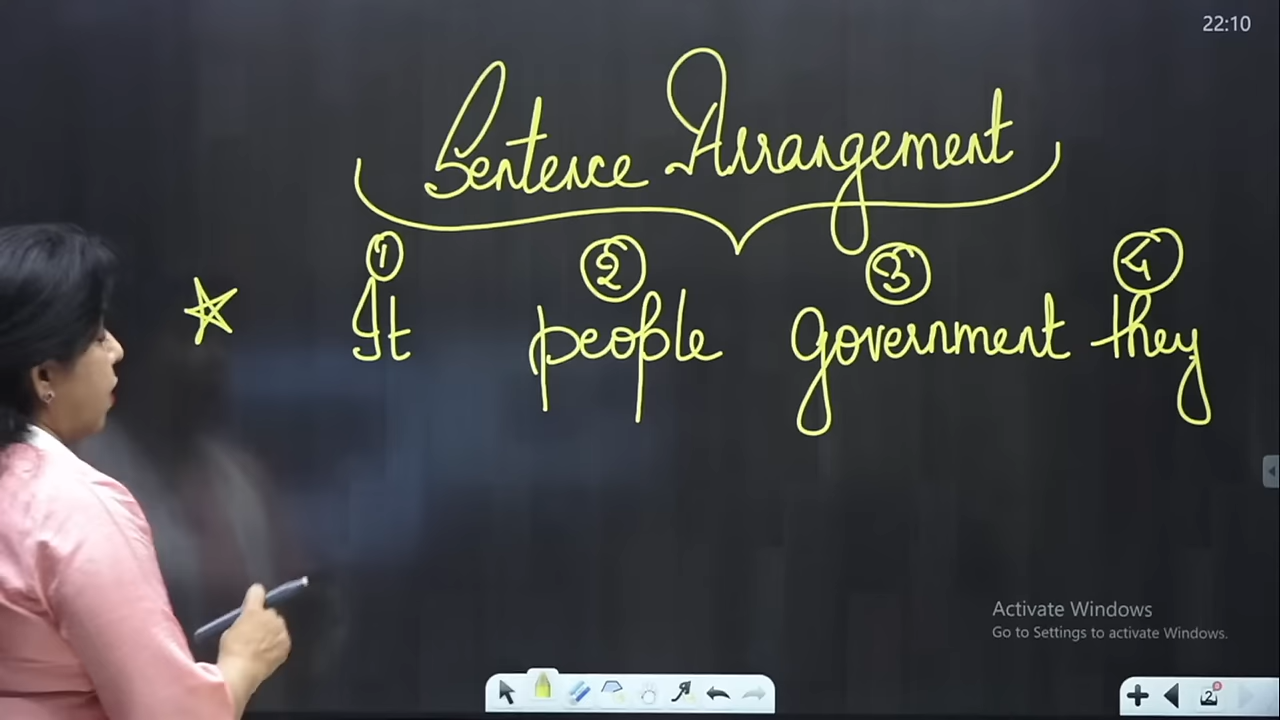 22:10
Sentence Arrangement
1 2 3 4
It people government they
Activate Windows
Go to Settings to activate Windows.
2